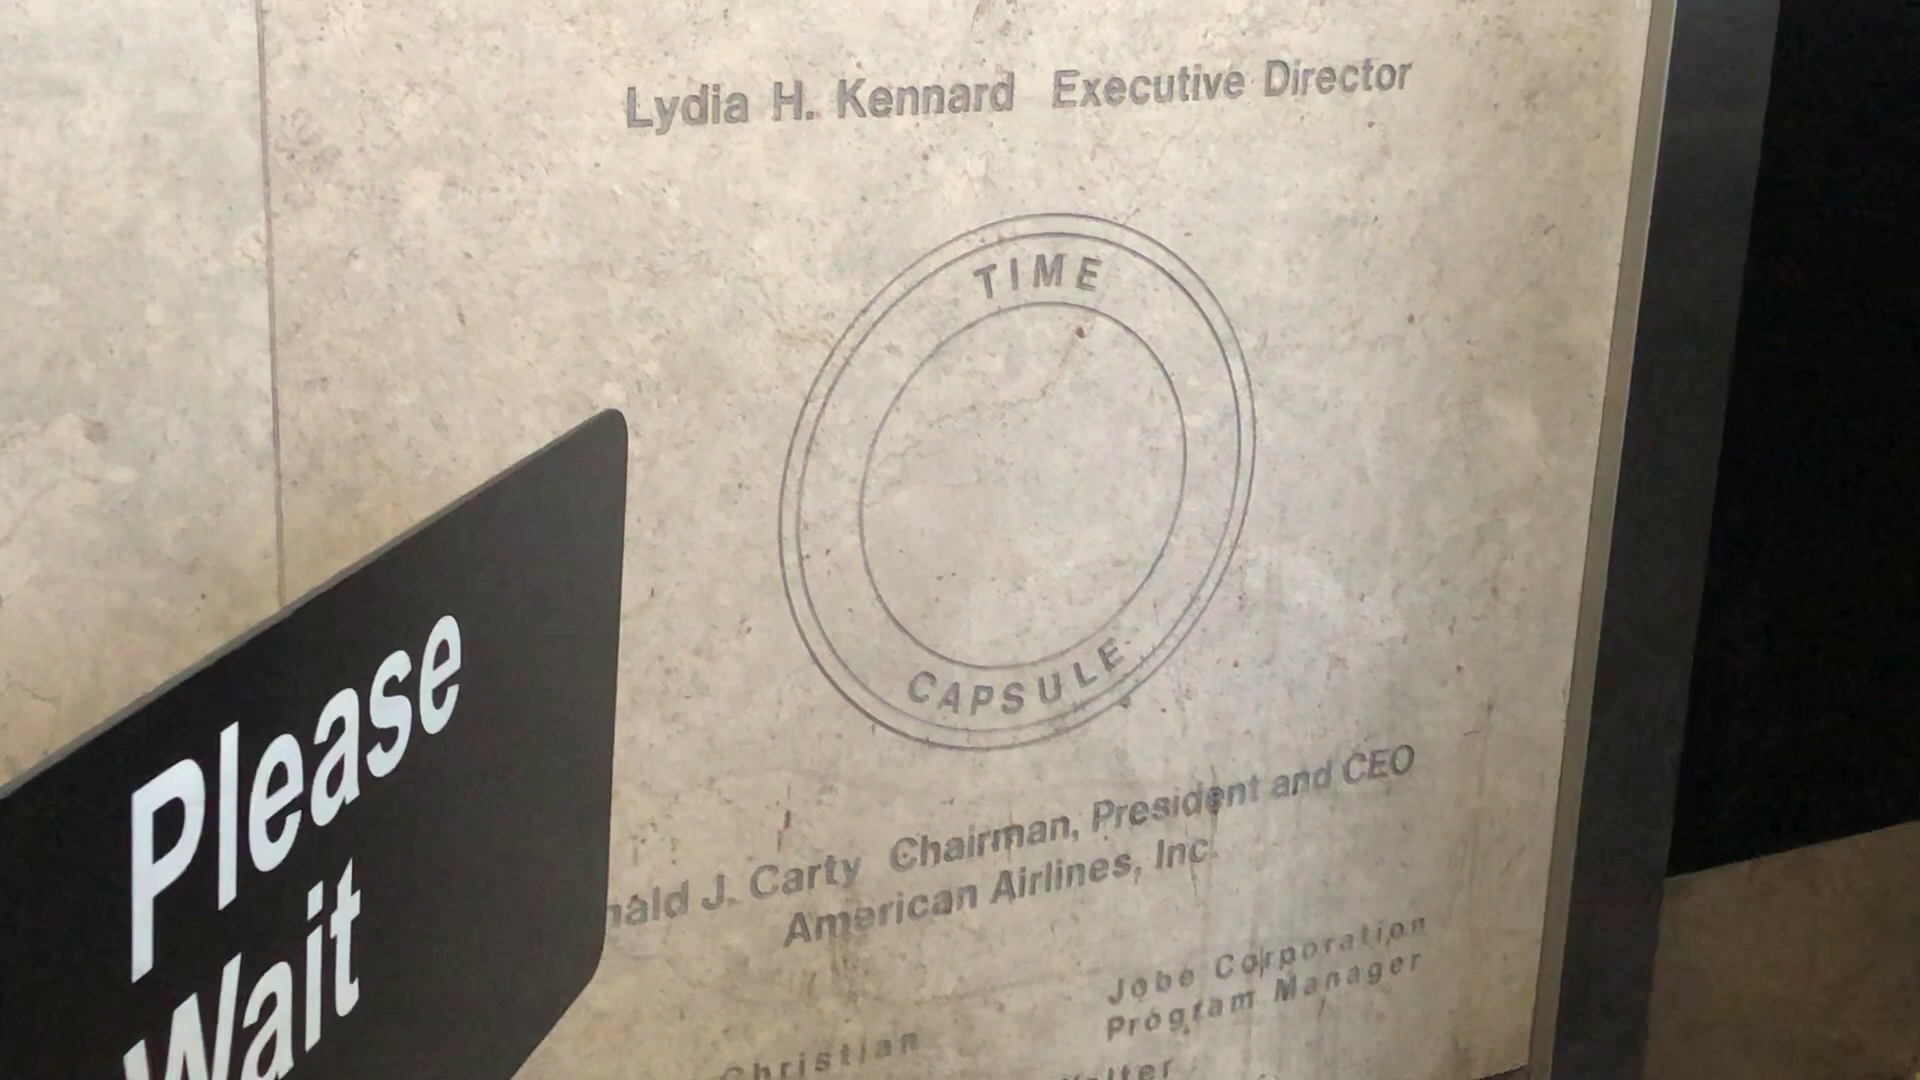 Lydia H. Kennard Executive Director
TIME
CAPSULE
nald J. Carty Chairman, President and CEO
American Airlines, Inc.
Jobe Corporation
Program Manager
Christian
Please
Wait